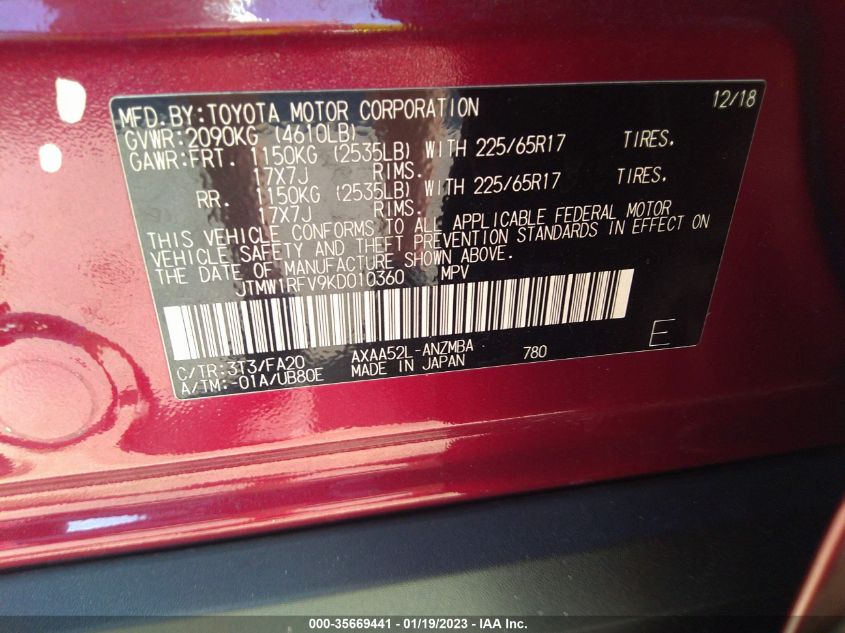 MFD.BY:TOYOTA MOTOR CORPORATION 12/18
GVWR:2090KG (4610LB)
GAWR:FRT. 1150KG (2535LB) WITH 225/65R17 TIRES.
17X7J RIMS.
RR. 1150KG (2535LB) WITH 225/65R17 TIRES.
17X7J RIMS.
THIS VEHICLE CONFORMS TO ALL APPLICABLE FEDERAL MOTOR
VEHICLE SAFETY AND THEFT PREVENTION STANDARDS IN EFFECT ON
THE DATE OF MANUFACTURE SHOWN ABOVE.
JTMW1RFV9KD010360 MPV
C/TR:3T3/FA20 AXAA52L-ANZMBA 780 E
A/TM:-01A/UB80E MADE IN JAPAN
000-35669441 - 01/19/2023 - IAA Inc.